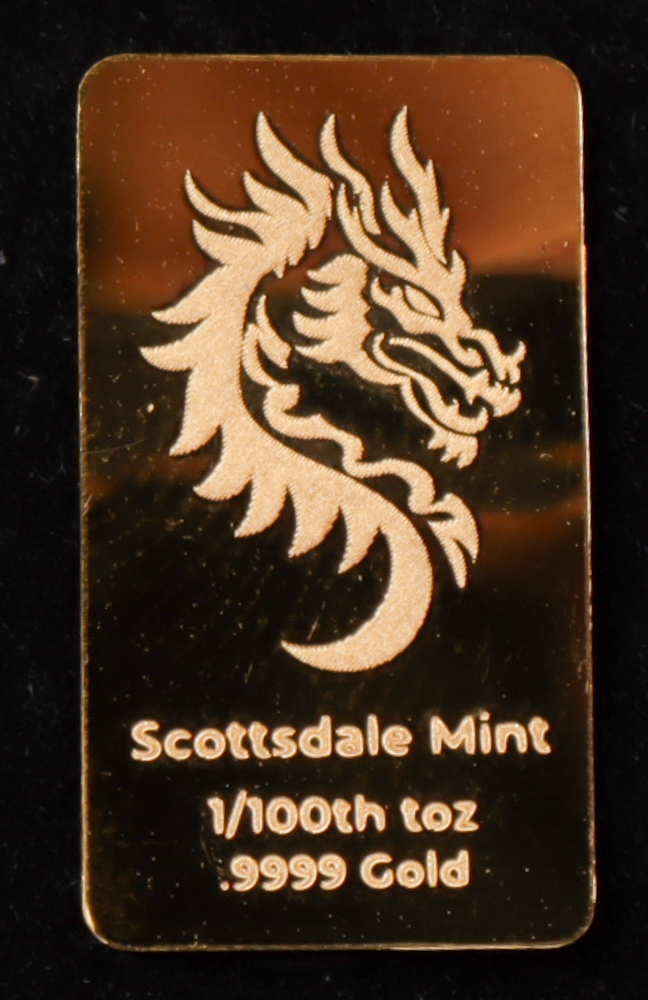 Scottsdale Mint
1/100th toz
.9999 Gold